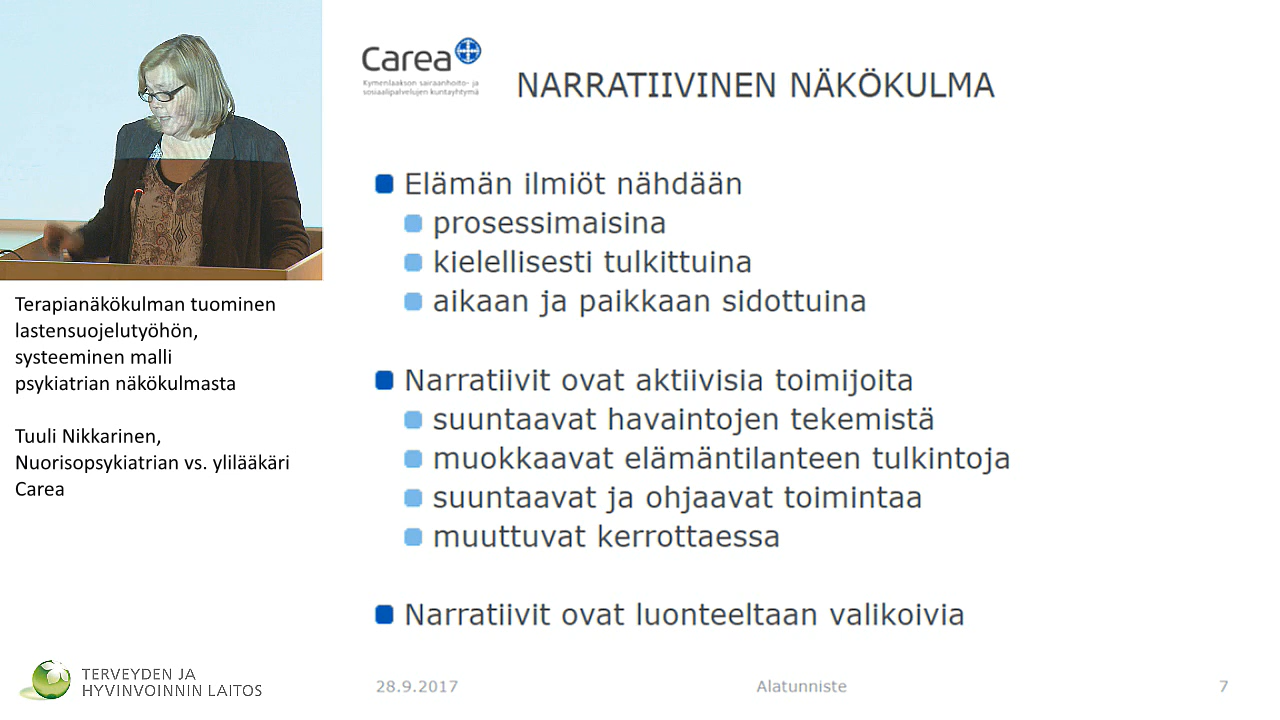 Carea
Kymenlaakson sairaanhoito- ja
sosiaalipalvelujen kuntayhtymä
NARRATIIVINEN NÄKÖKULMA
Elämän ilmiöt nähdään
prosessimaisina
kielellisesti tulkittuina
aikaan ja paikkaan sidottuina
Narratiivit ovat aktiivisia toimijoita
suuntaavat havaintojen tekemistä
muokkaavat elämäntilanteen tulkintoja
suuntaavat ja ohjaavat toimintaa
muuttuvat kerrottaessa
Narratiivit ovat luonteeltaan valikoivia
28.9.2017
Alatunniste
7
Terapianäkökulman tuominen
lastensuojelutyöhön,
systeeminen malli
psykiatrian näkökulmasta
Tuuli Nikkarinen,
Nuorisopsykiatrian vs. ylilääkäri
Carea
TERVEYDEN JA
HYVINVOINNIN LAITOS